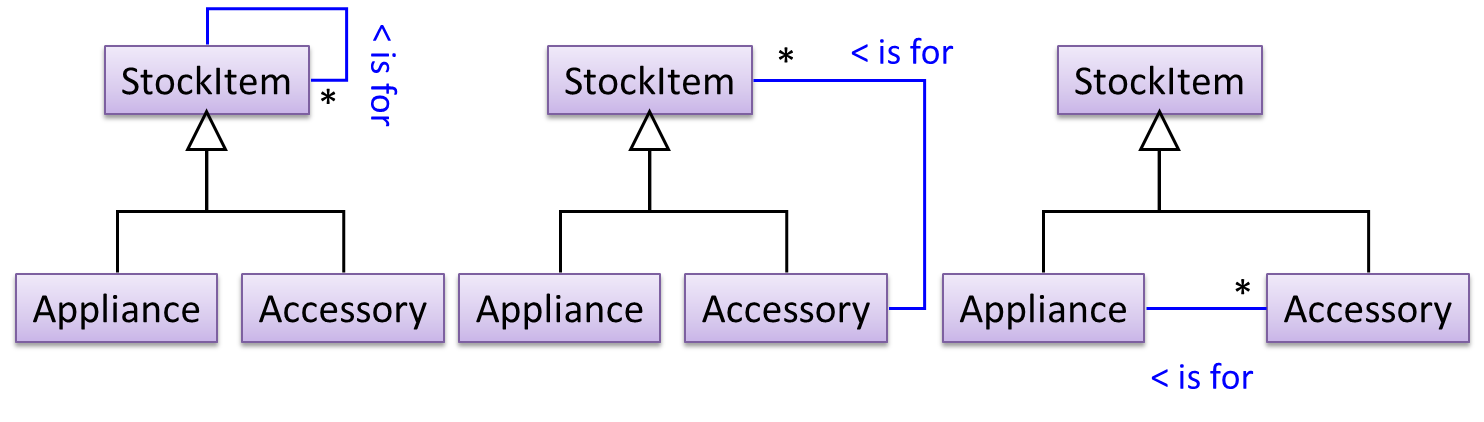 StockItem
*
< is for
Appliance
Accessory
StockItem
*
< is for
Appliance
Accessory
StockItem
Appliance
*
Accessory
< is for